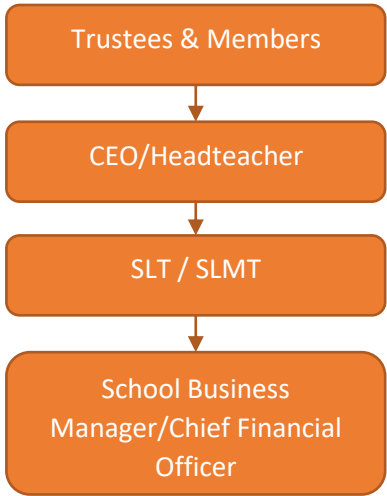 Trustees & Members
CEO/Headteacher
SLT / SLMT
School Business
Manager/Chief Financial
Officer